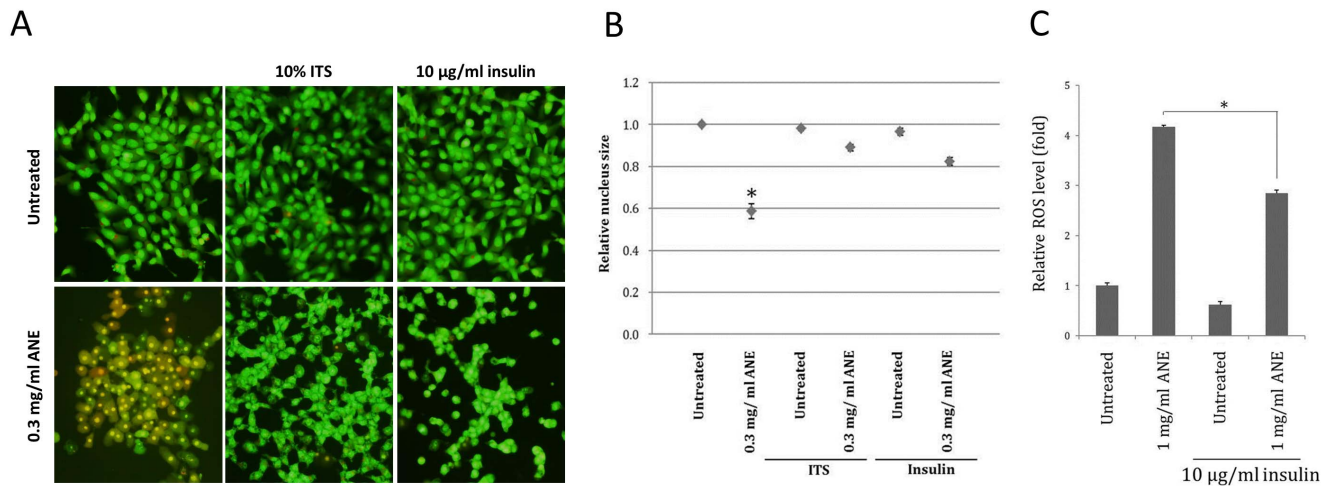 A
10% ITS
10 µg/ml insulin
Untreated
0.3 mg/ml ANE
B
Relative nucleus size
1.2
1.0
0.8
0.6
0.4
0.2
0.0
*
Untreated
0.3 mg/ ml ANE
Untreated
0.3 mg/ ml ANE
Untreated
0.3 mg/ ml ANE
ITS
Insulin
C
Relative ROS level (fold)
5
4
3
2
1
0
*
Untreated
1 mg/ml ANE
Untreated
1 mg/ml ANE
10 µg/ml insulin